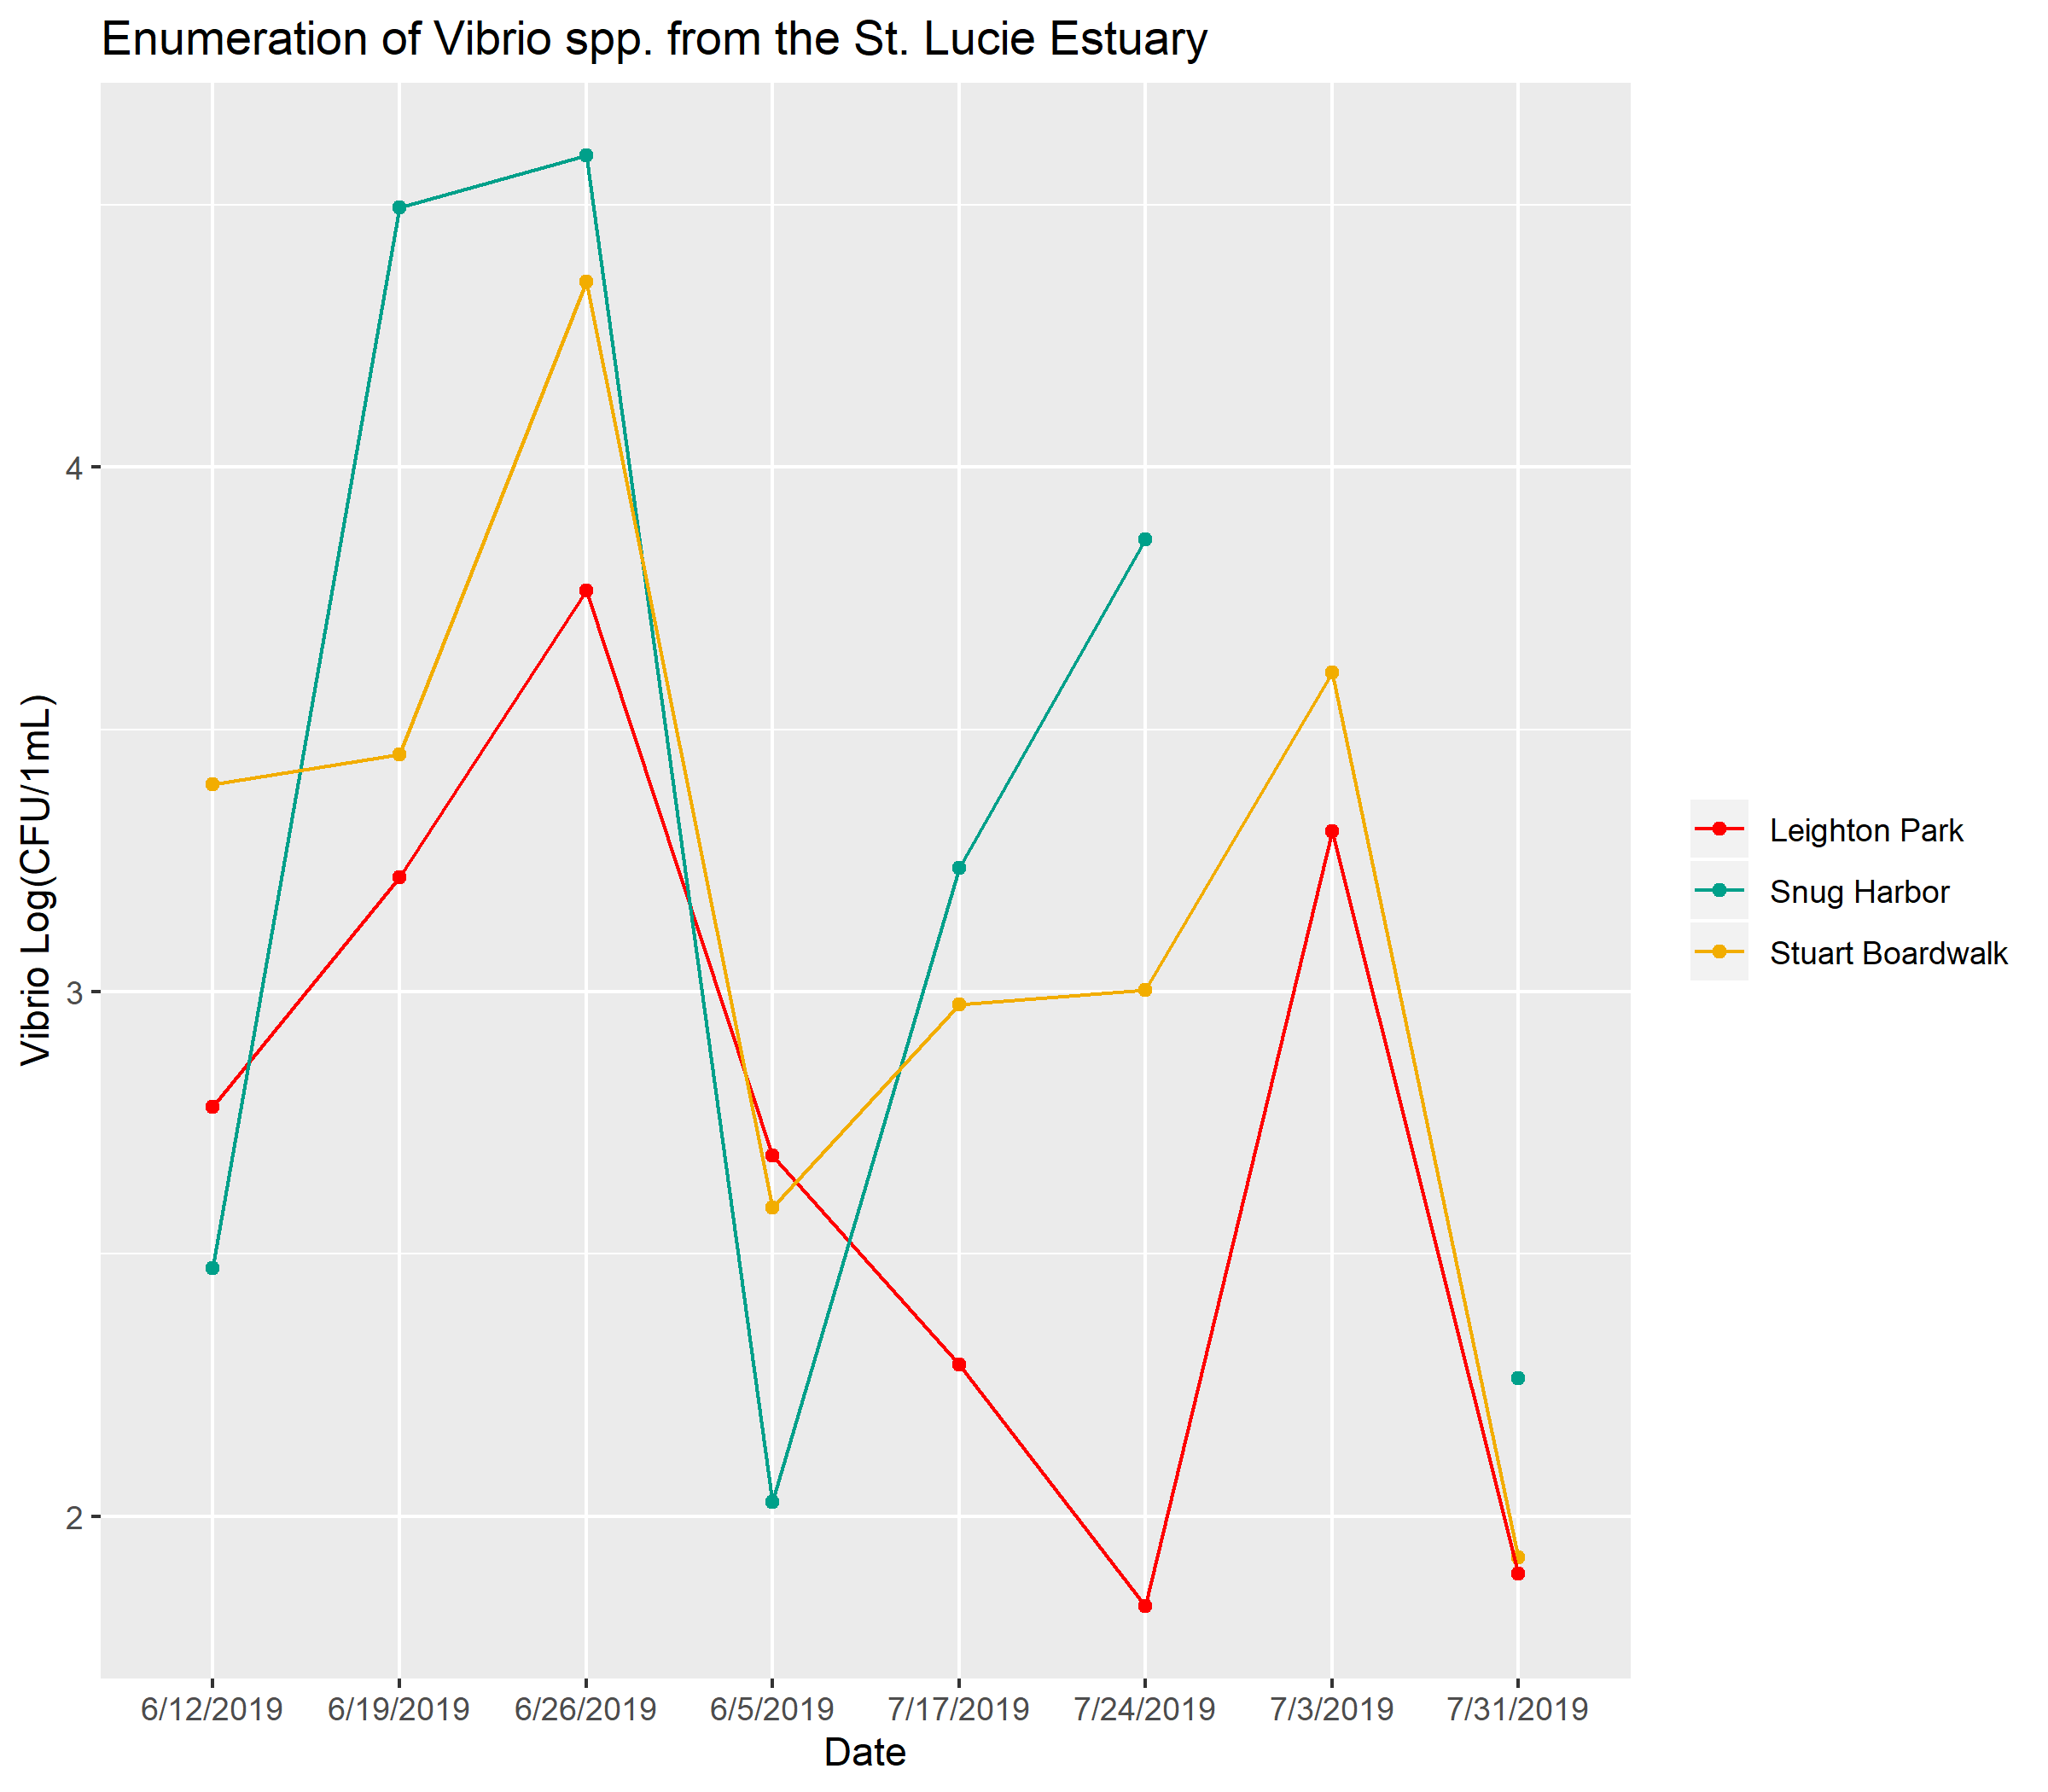 Enumeration of Vibrio spp. from the St. Lucie Estuary
Vibrio Log(CFU/1mL)
4
3
2
6/12/2019 6/19/2019 6/26/2019 6/5/2019 7/17/2019 7/24/2019 7/3/2019 7/31/2019
Date
Leighton Park
Snug Harbor
Stuart Boardwalk